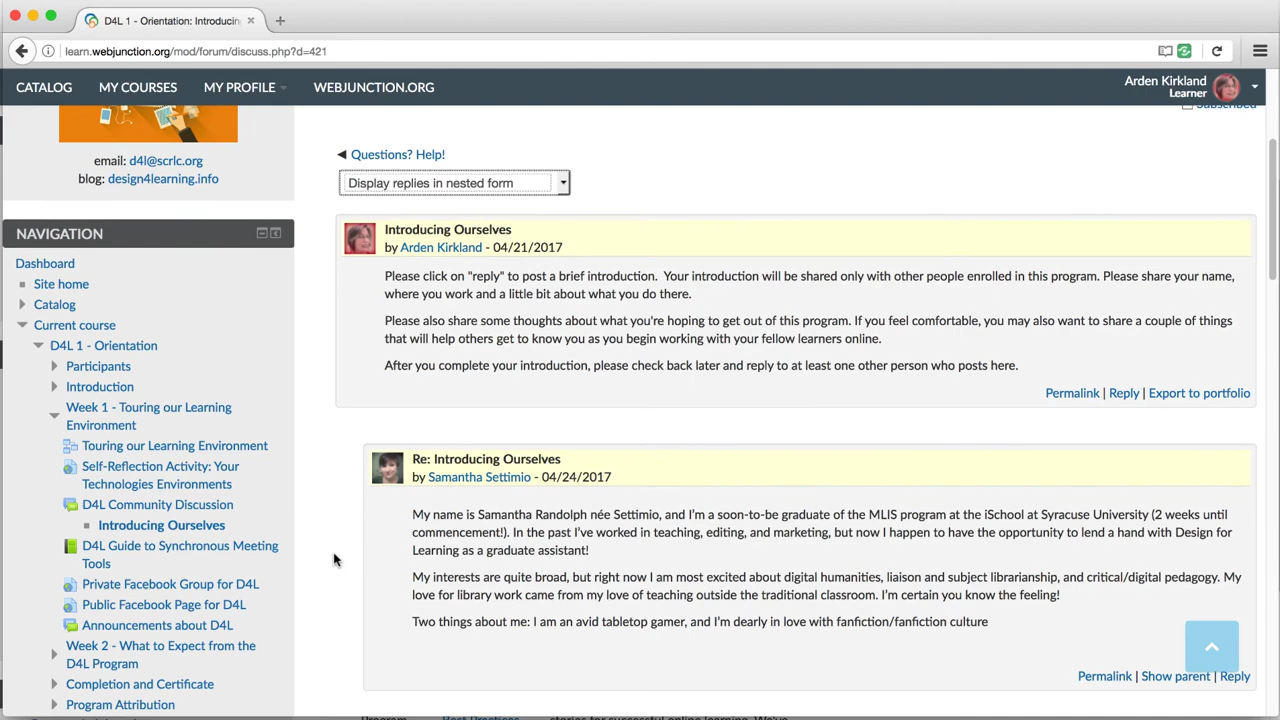 D4L 1 - Orientation: Introducin
learn.webjunction.org/mod/forum/discuss.php?d=421
CATALOG MY COURSES MY PROFILE WEBJUNCTION.ORG Arden Kirkland
Learner
Subscribed
email: d4l@scrlc.org
blog: design4learning.info
NAVIGATION
Dashboard
Site home
Catalog
Current course
D4L 1 - Orientation
Participants
Introduction
Week 1 - Touring our Learning
Environment
Touring our Learning Environment
Self-Reflection Activity: Your
Technologies Environments
D4L Community Discussion
Introducing Ourselves
D4L Guide to Synchronous Meeting
Tools
Private Facebook Group for D4L
Public Facebook Page for D4L
Announcements about D4L
Week 2 - What to Expect from the
D4L Program
Completion and Certificate
Program Attribution
◀ Questions? Help!
Display replies in nested form
Introducing Ourselves
by Arden Kirkland - 04/21/2017
Please click on "reply" to post a brief introduction. Your introduction will be shared only with other people enrolled in this program. Please share your name,
where you work and a little bit about what you do there.
Please also share some thoughts about what you're hoping to get out of this program. If you feel comfortable, you may also want to share a couple of things
that will help others get to know you as you begin working with your fellow learners online.
After you complete your introduction, please check back later and reply to at least one other person who posts here.
Permalink | Reply | Export to portfolio
Re: Introducing Ourselves
by Samantha Settimio - 04/24/2017
My name is Samantha Randolph née Settimio, and I'm a soon-to-be graduate of the MLIS program at the iSchool at Syracuse University (2 weeks until
commencement!). In the past I've worked in teaching, editing, and marketing, but now I happen to have the opportunity to lend a hand with Design for
Learning as a graduate assistant!
My interests are quite broad, but right now I am most excited about digital humanities, liaison and subject librarianship, and critical/digital pedagogy. My
love for library work came from my love of teaching outside the traditional classroom. I'm certain you know the feeling!
Two things about me: I am an avid tabletop gamer, and I'm dearly in love with fanfiction/fanfiction culture
Permalink | Show parent | Reply